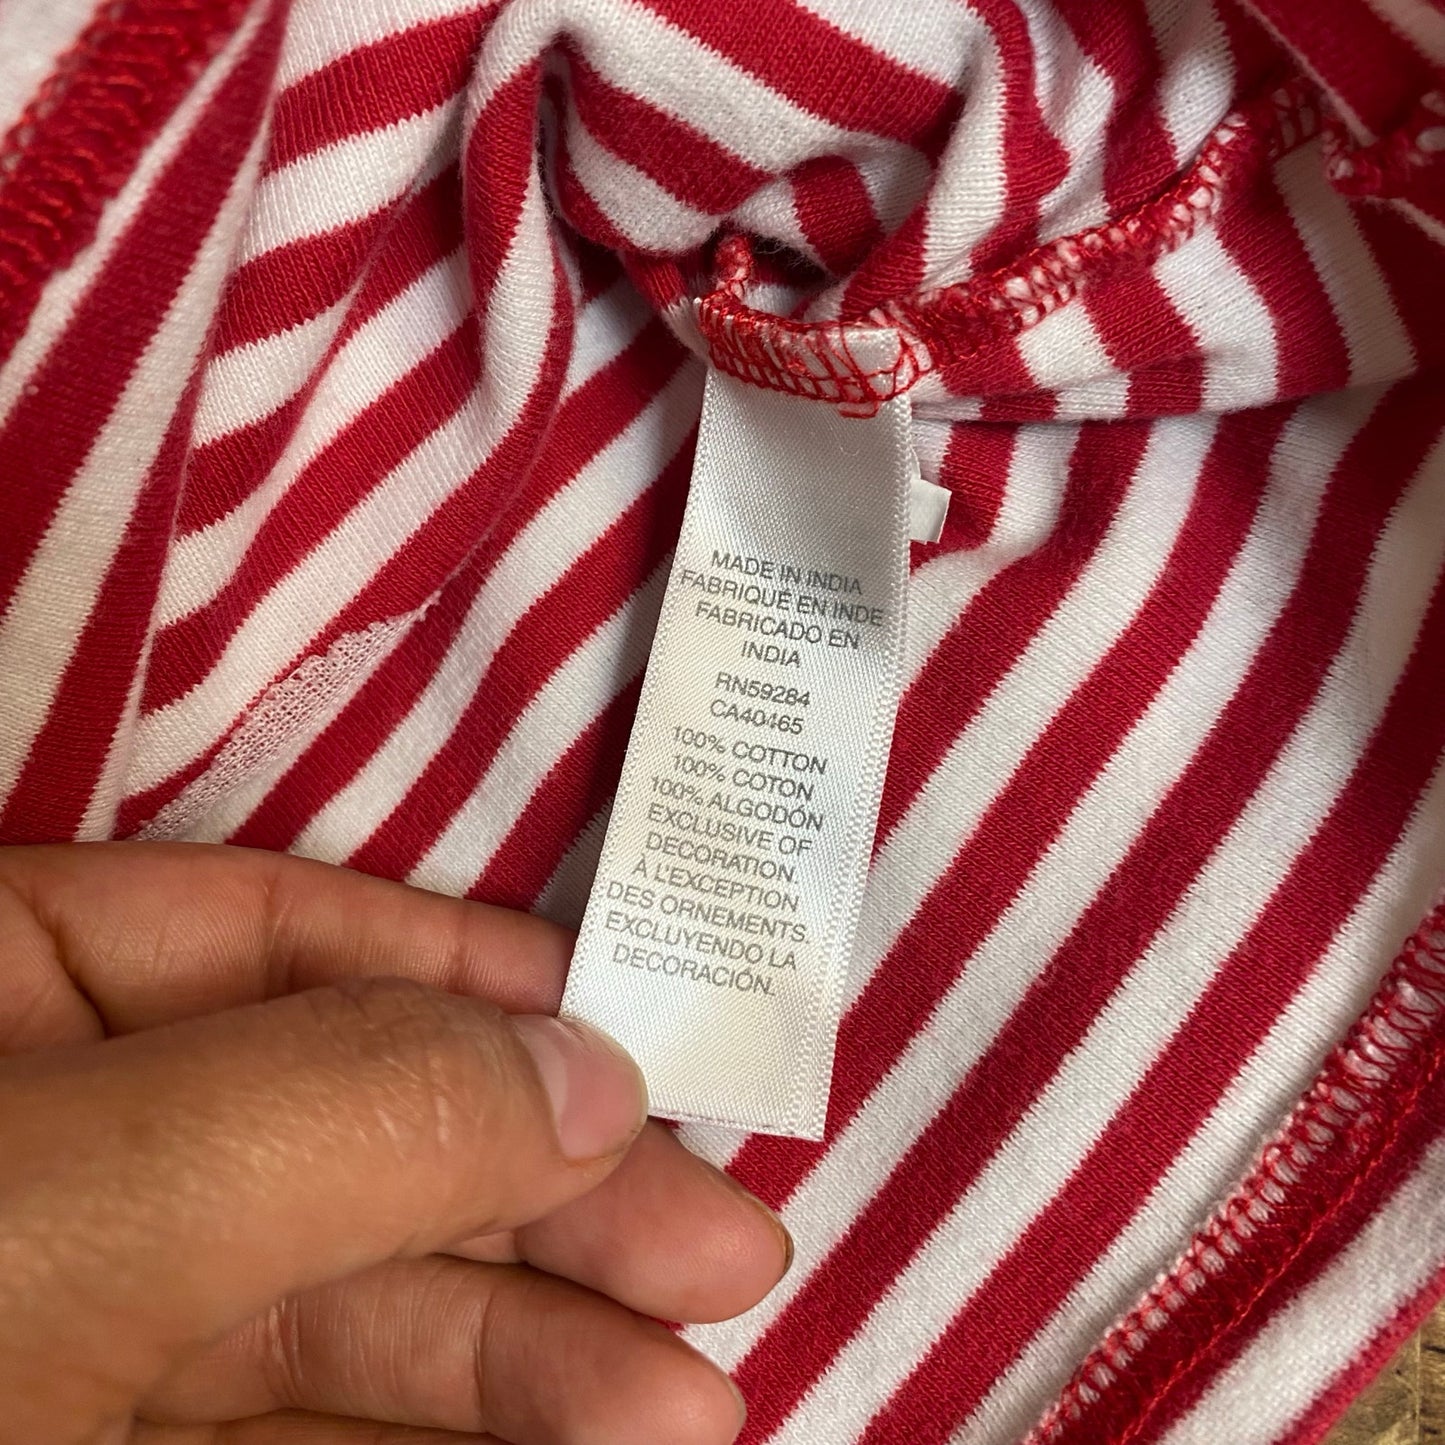 MADE IN INDIA
FABRIQUÉ EN INDE
FABRICADO EN
INDIA
RN59284
CA40465
100% COTTON
100% COTON
100% ALGODÓN
EXCLUSIVE OF
DECORATION
À L'EXCEPTION
DES ORNEMENTS.
EXCLUYENDO LA
DECORACIÓN.